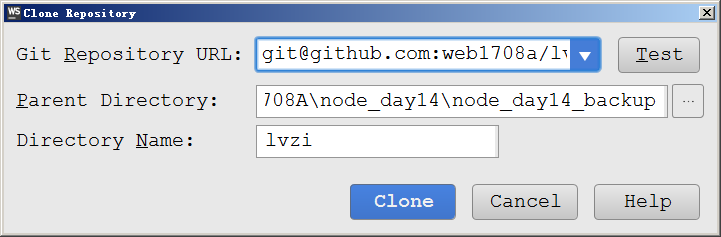 WS Clone Repository
Git Repository URL: git@github.com:web1708a/lv Test
Parent Directory: 708A\node_day14\node_day14_backup ...
Directory Name: lvzi
Clone Cancel Help